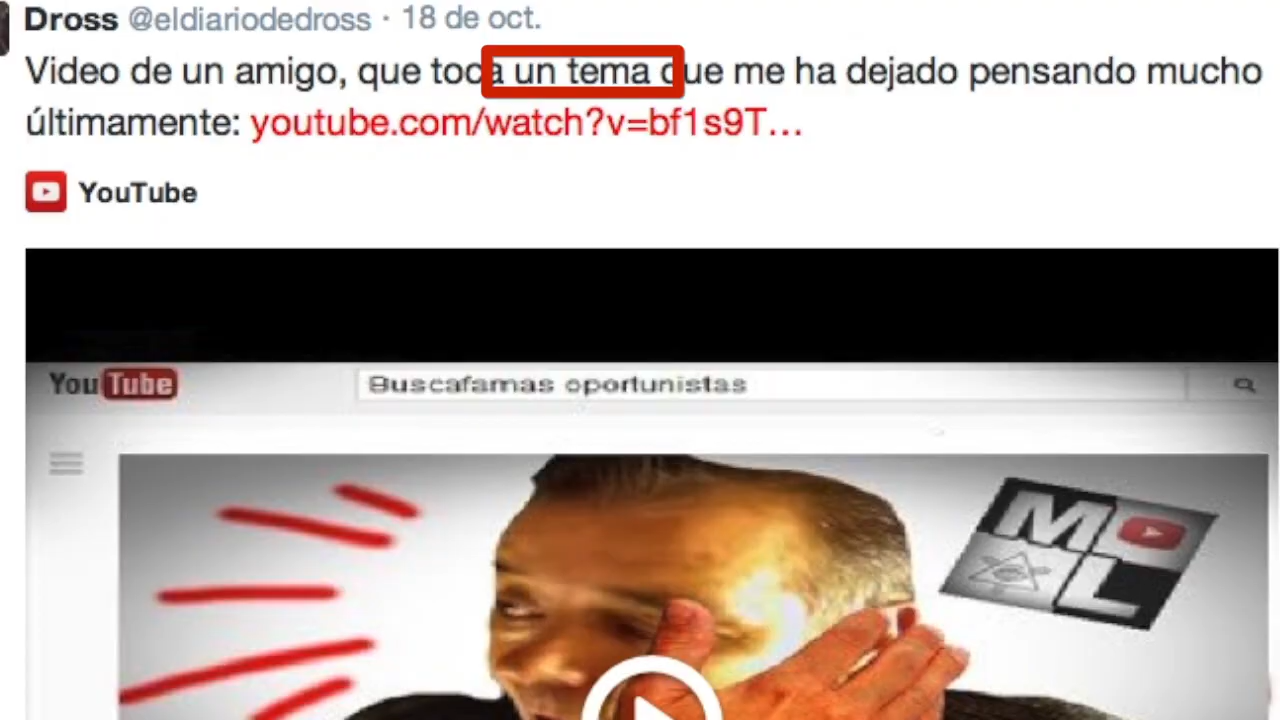 Dross @eldiariodedross · 18 de oct.
Video de un amigo, que toca un tema que me ha dejado pensando mucho
últimamente: youtube.com/watch?v=bf1s9T...
YouTube
YouTube
Buscafamas oportunistas
M
L